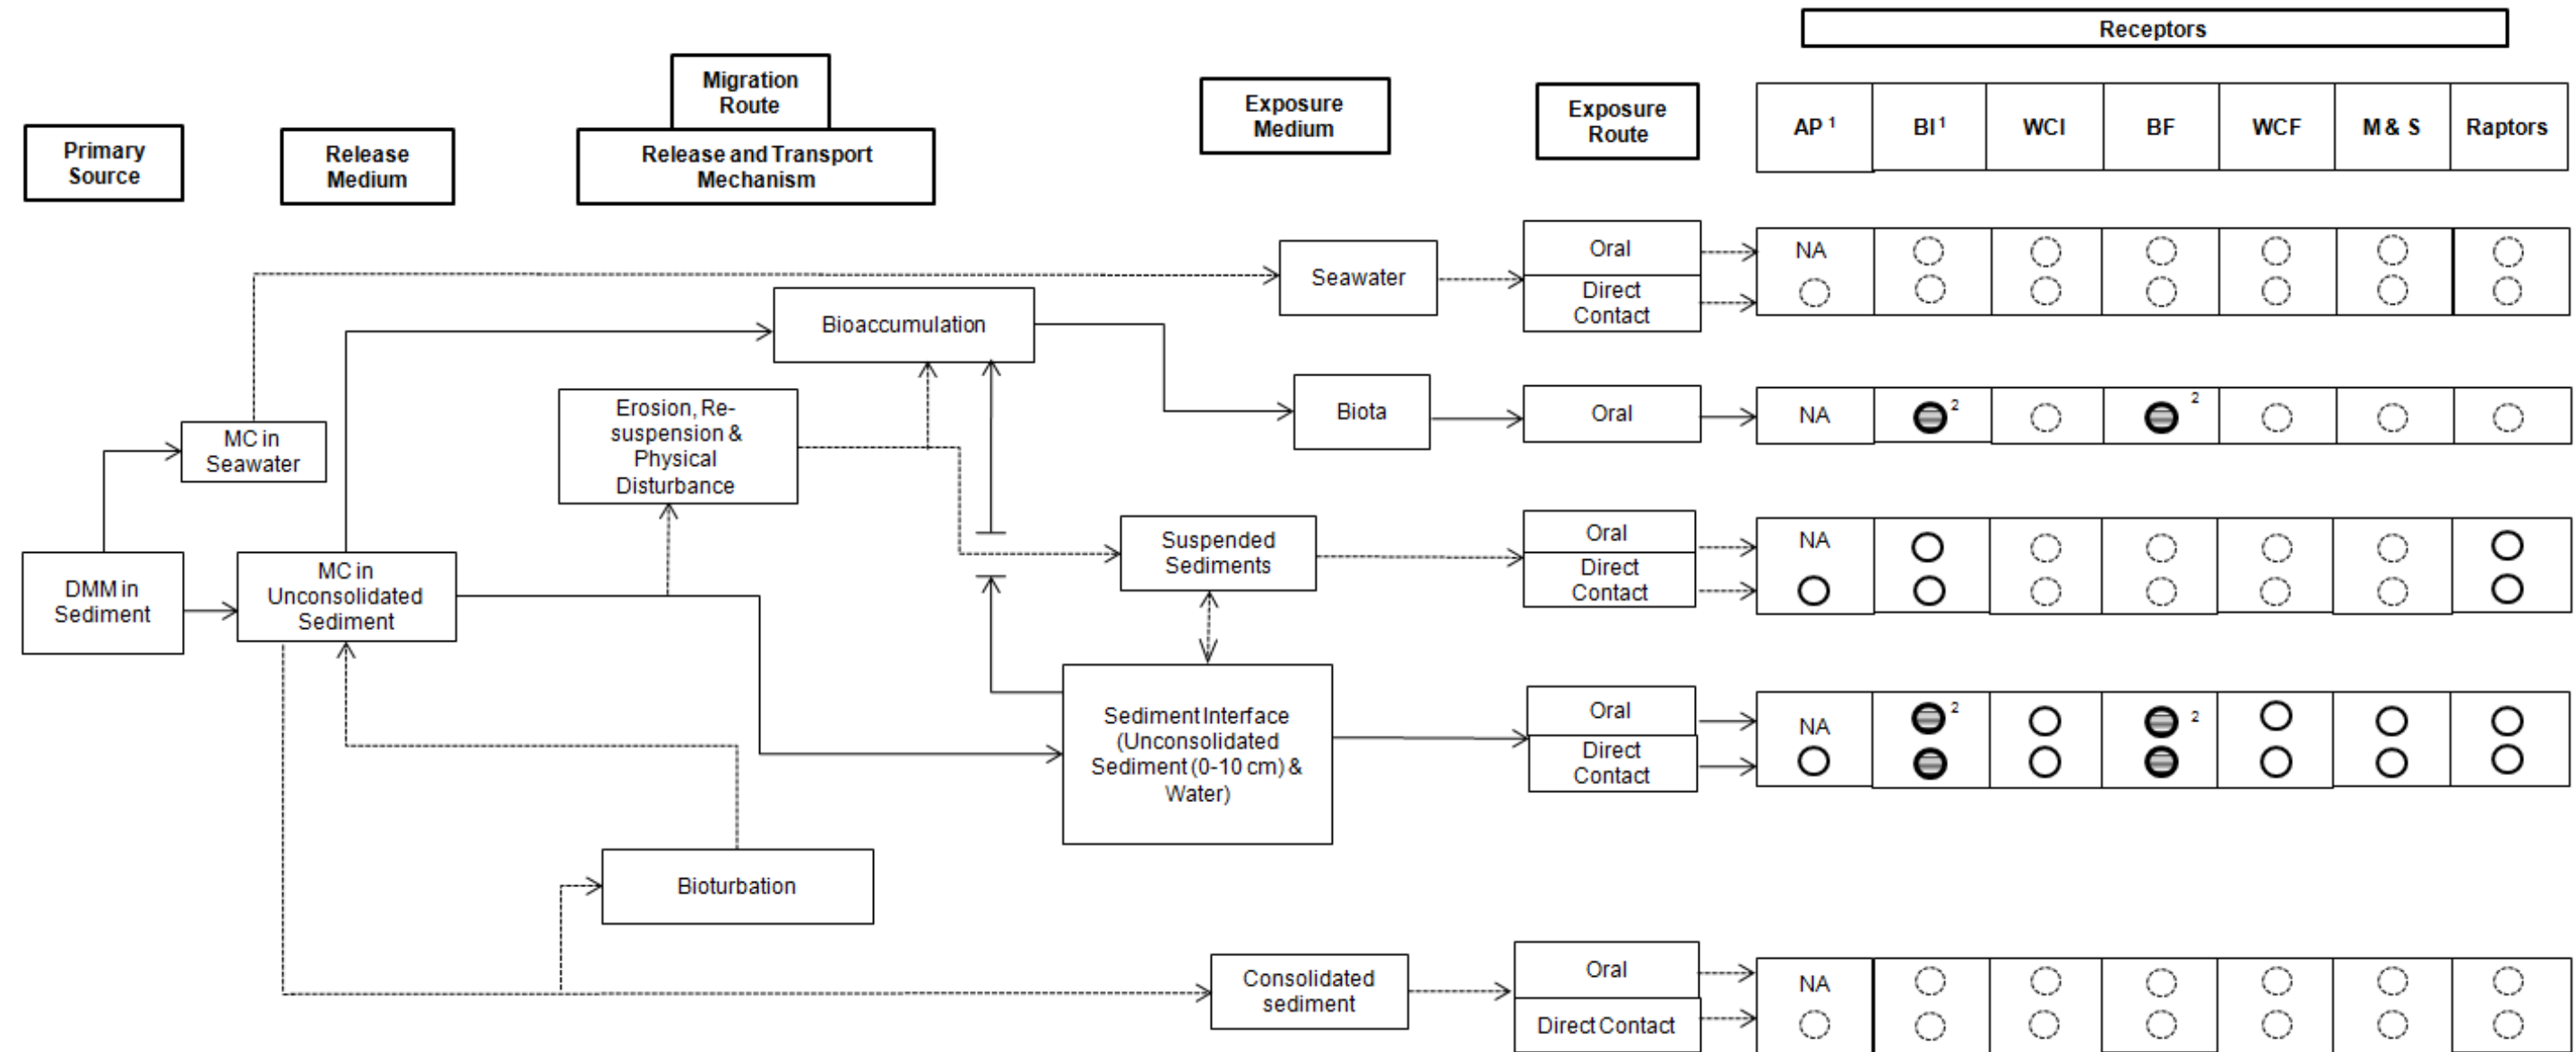 Receptors
Migration
Route
Release and Transport
Mechanism
Primary
Source
Release
Medium
Exposure
Medium
Exposure
Route
AP 1
BI 1
WCI
BF
WCF
M & S
Raptors
Seawater
Oral
Direct
Contact
NA
Bioaccumulation
Erosion, Re-
suspension &
Physical
Disturbance
Biota
Oral
NA
2
2
MC in
Seawater
DMM in
Sediment
MC in
Unconsolidated
Sediment
Suspended
Sediments
Oral
Direct
Contact
NA
Sediment Interface
(Unconsolidated
Sediment (0-10 cm) &
Water)
Oral
Direct
Contact
NA
2
2
Bioturbation
Consolidated
sediment
Oral
Direct Contact
NA